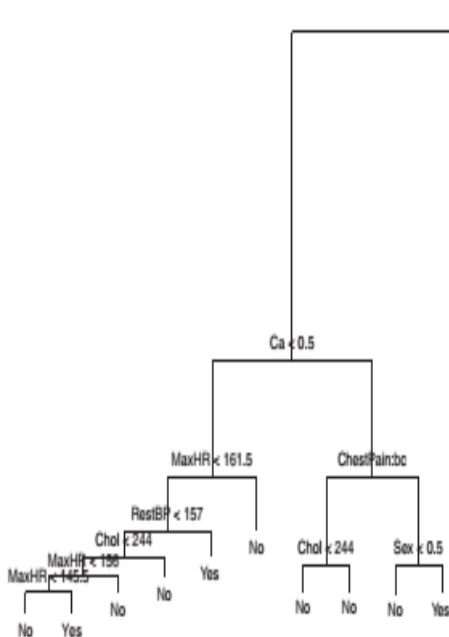 Ca < 0.5
MaxHR < 161.5
ChestPain:bc
RestBP < 157
Chol < 244
MaxHR < 156
MaxHR < 145.5
No
Yes
No
No
Yes
No
Chol < 244
No
No
Sex < 0.5
No
Yes